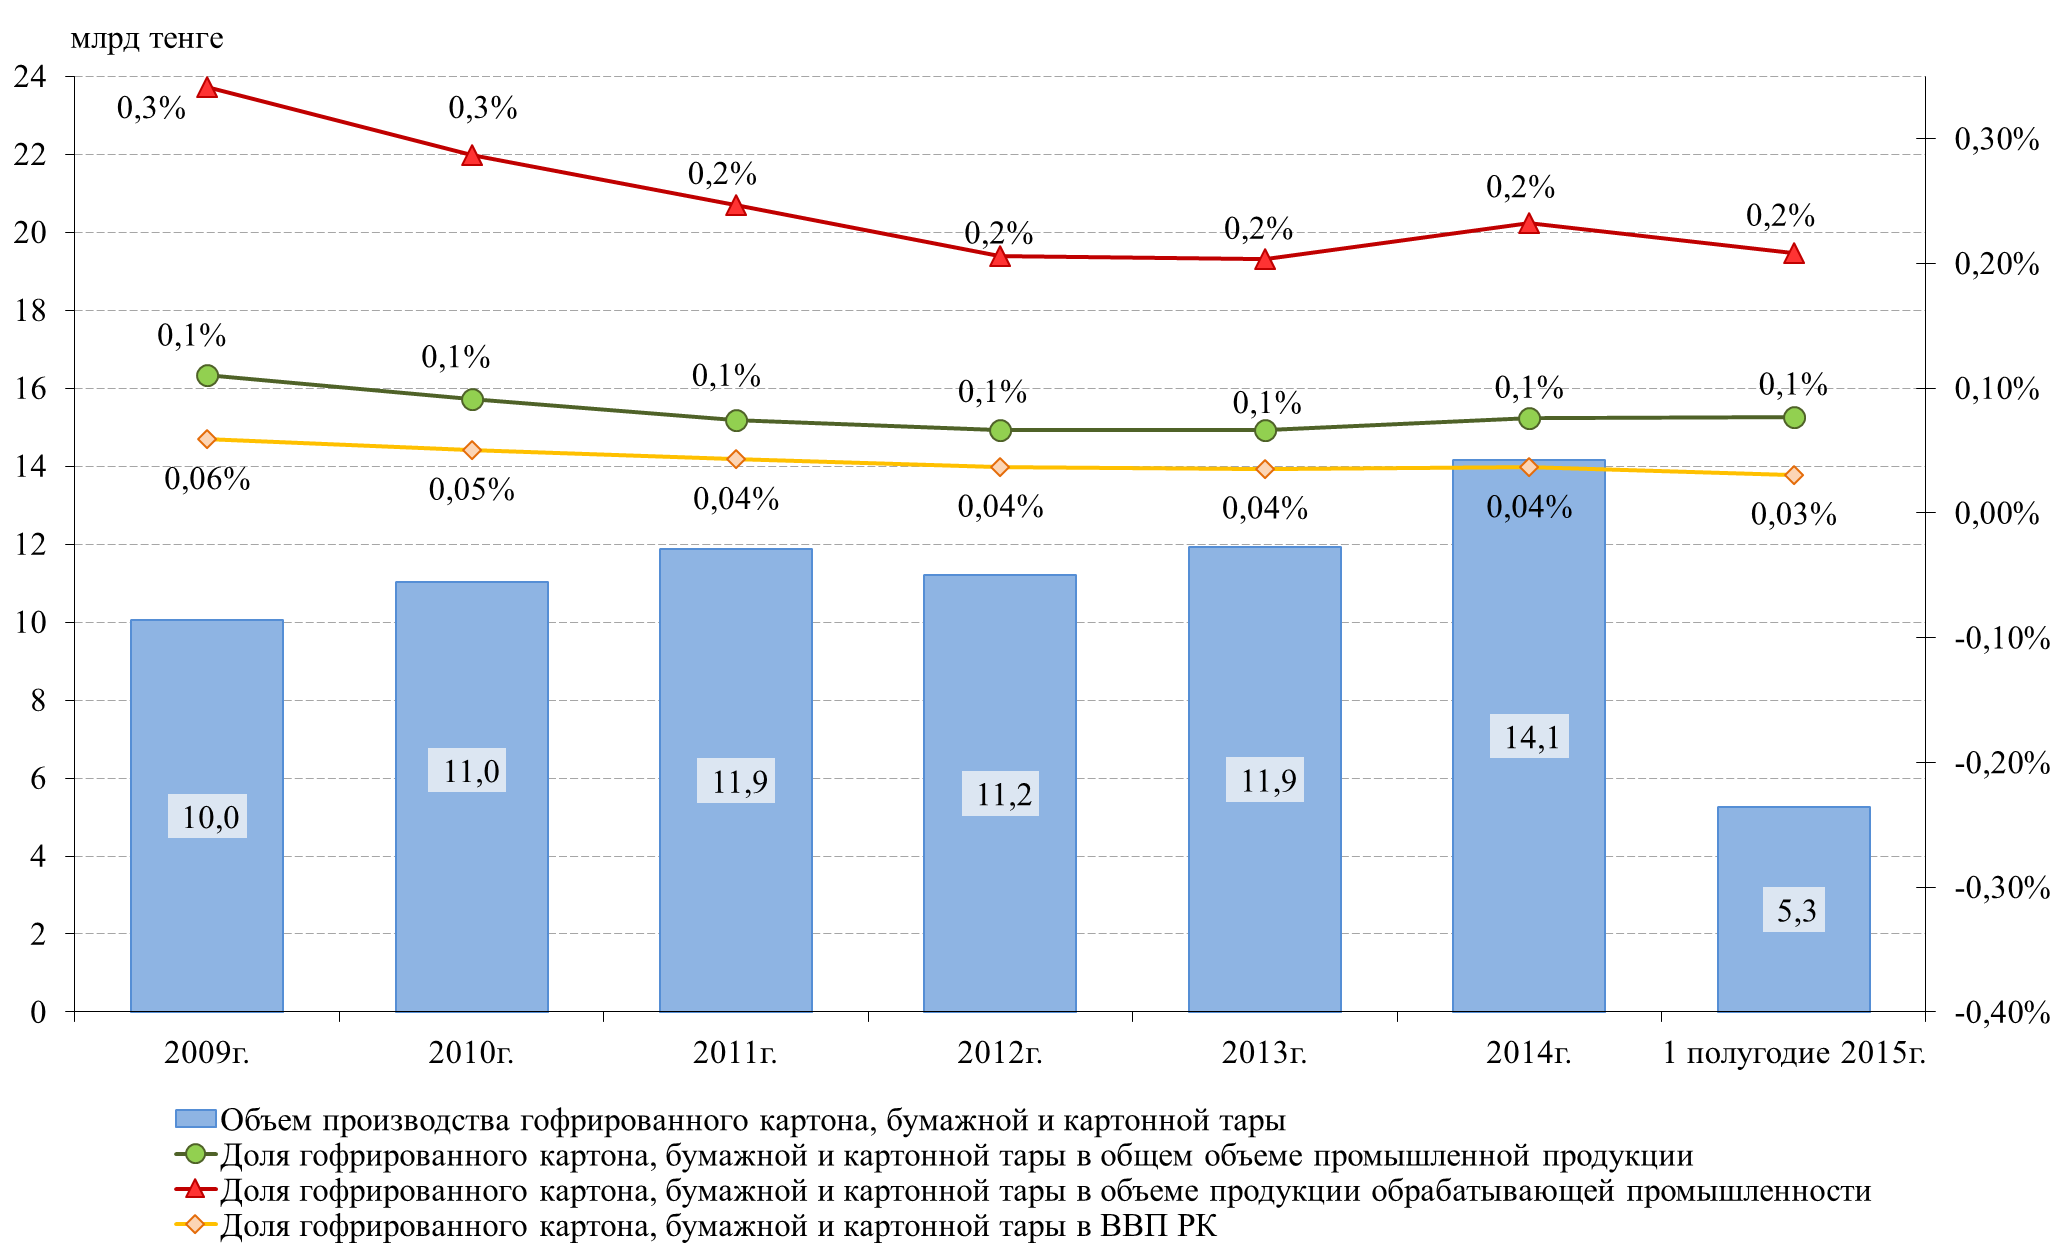 млрд тенге
24
22
20
18
16
14
12
10
8
6
4
2
0
0,30%
0,20%
0,10%
0,00%
-0,10%
-0,20%
-0,30%
-0,40%
0,3% 0,3% 0,2% 0,2% 0,2% 0,2% 0,2%
0,1% 0,1% 0,1% 0,1% 0,1% 0,1% 0,1%
0,06% 0,05% 0,04% 0,04% 0,04% 0,04% 0,03%
10,0 11,0 11,9 11,2 11,9 14,1 5,3
2009г. 2010г. 2011г. 2012г. 2013г. 2014г. 1 полугодие 2015г.
Объем производства гофрированного картона, бумажной и картонной тары
Доля гофрированного картона, бумажной и картонной тары в общем объеме промышленной продукции
Доля гофрированного картона, бумажной и картонной тары в объеме продукции обрабатывающей промышленности
Доля гофрированного картона, бумажной и картонной тары в ВВП РК